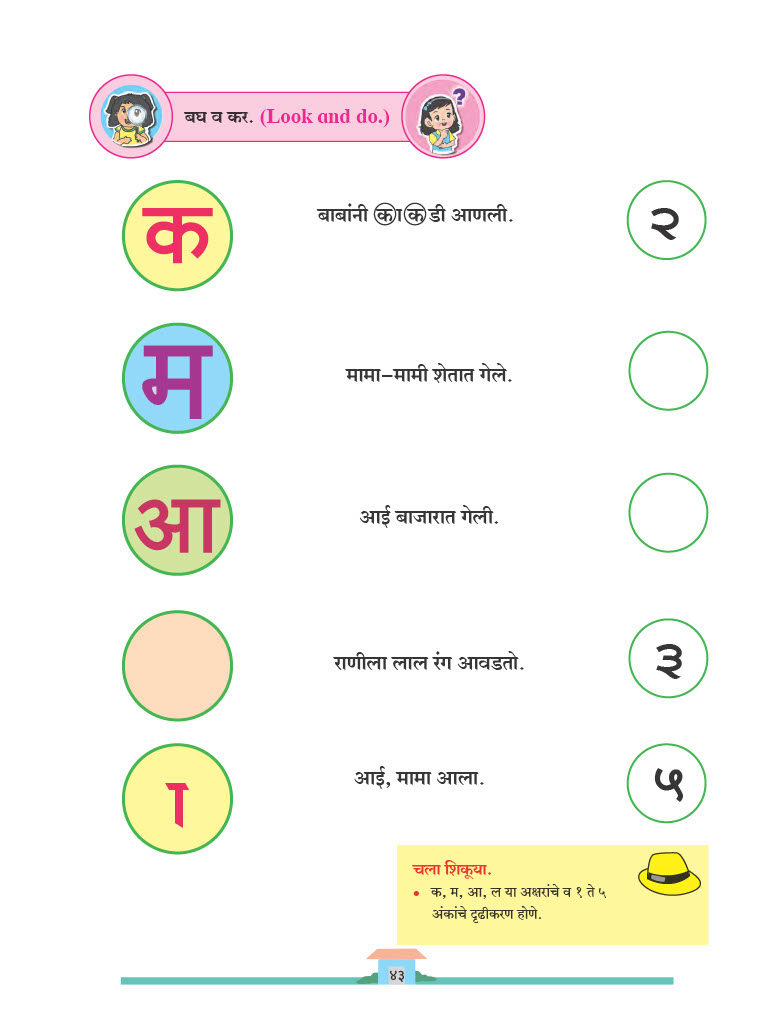 बघ व कर. (Look and do.)
?
क
बाबांनी काकडी आणली.
२
म
मामा–मामी शेतात गेले.
आ
आई बाजारात गेली.
राणीला लाल रंग आवडतो.
३
ा
आई, मामा आला.
५
चला शिकूया.
• क, म, आ, ल या अक्षरांचे व १ ते ५
अंकांचे दृढीकरण होणे.
४३